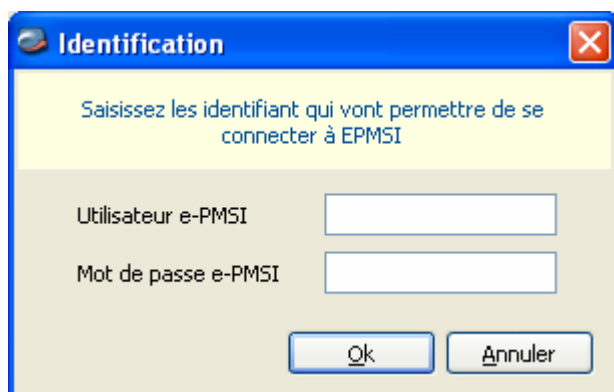 Identification
Saisissez les identifiant qui vont permettre de se
connecter à EPMSI
Utilisateur e-PMSI
Mot de passe e-PMSI
Ok
Annuler